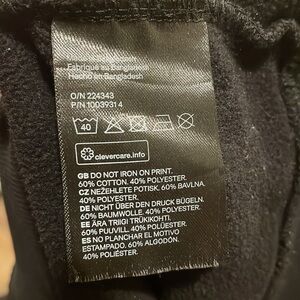 Fabriqué au Bangladesh
Hecho en Bangladesh
O/N 224343
P/N 10039314
40
clevercare.info
GB DO NOT IRON ON PRINT.
60% COTTON. 40% POLYESTER.
CZ NEŽEHLETE POTISK. 60% BAVLNA.
40% POLYESTER.
DE NICHT ÜBER DEN DRUCK BÜGELN.
60% BAUMWOLLE. 40% POLYESTER.
EE ÄRA TRIIGI TRÜKIKOHTI.
60% PUUVILL. 40% POLÜESTER.
ES NO PLANCHAR EL MOTIVO
ESTAMPADO. 60% ALGODÓN.
40% POLIÉSTER.